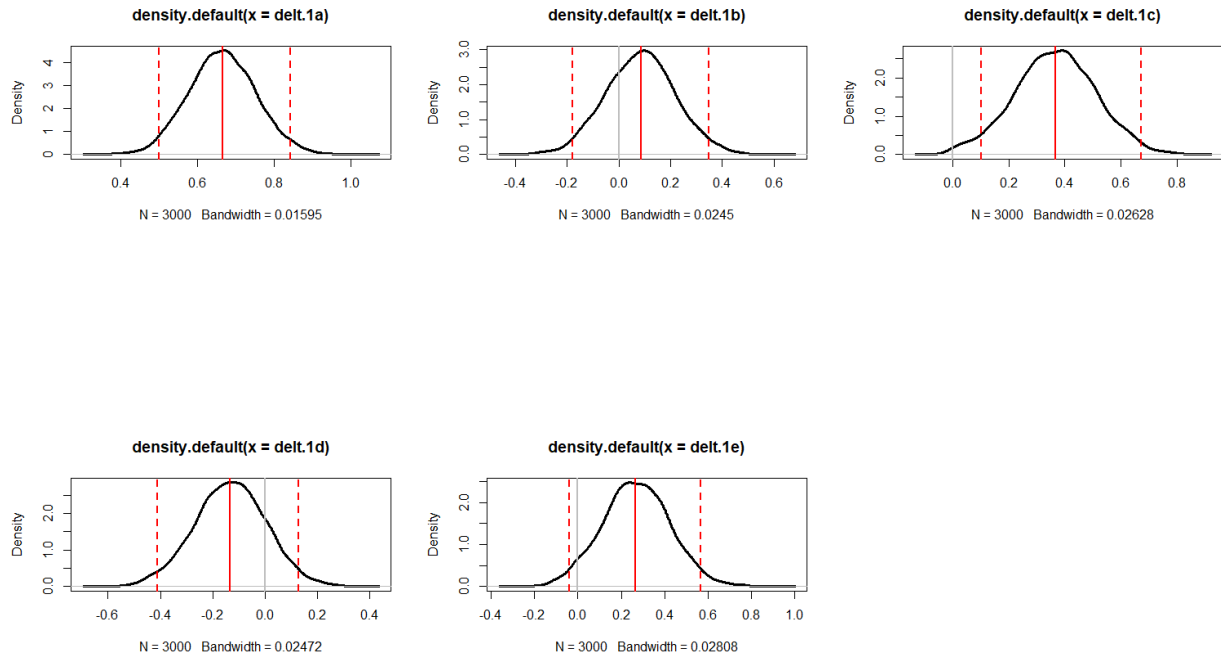 density.default(x = delt.1a)
Density
0 1 2 3 4
0.4 0.6 0.8 1.0
N = 3000 Bandwidth = 0.01595
density.default(x = delt.1b)
Density
0.0 1.0 2.0 3.0
-0.4 -0.2 0.0 0.2 0.4 0.6
N = 3000 Bandwidth = 0.0245
density.default(x = delt.1c)
Density
0.0 1.0 2.0
0.0 0.2 0.4 0.6 0.8
N = 3000 Bandwidth = 0.02628
density.default(x = delt.1d)
Density
0.0 1.0 2.0
-0.6 -0.4 -0.2 0.0 0.2 0.4
N = 3000 Bandwidth = 0.02472
density.default(x = delt.1e)
Density
0.0 1.0 2.0
-0.4 -0.2 0.0 0.2 0.4 0.6 0.8 1.0
N = 3000 Bandwidth = 0.02808